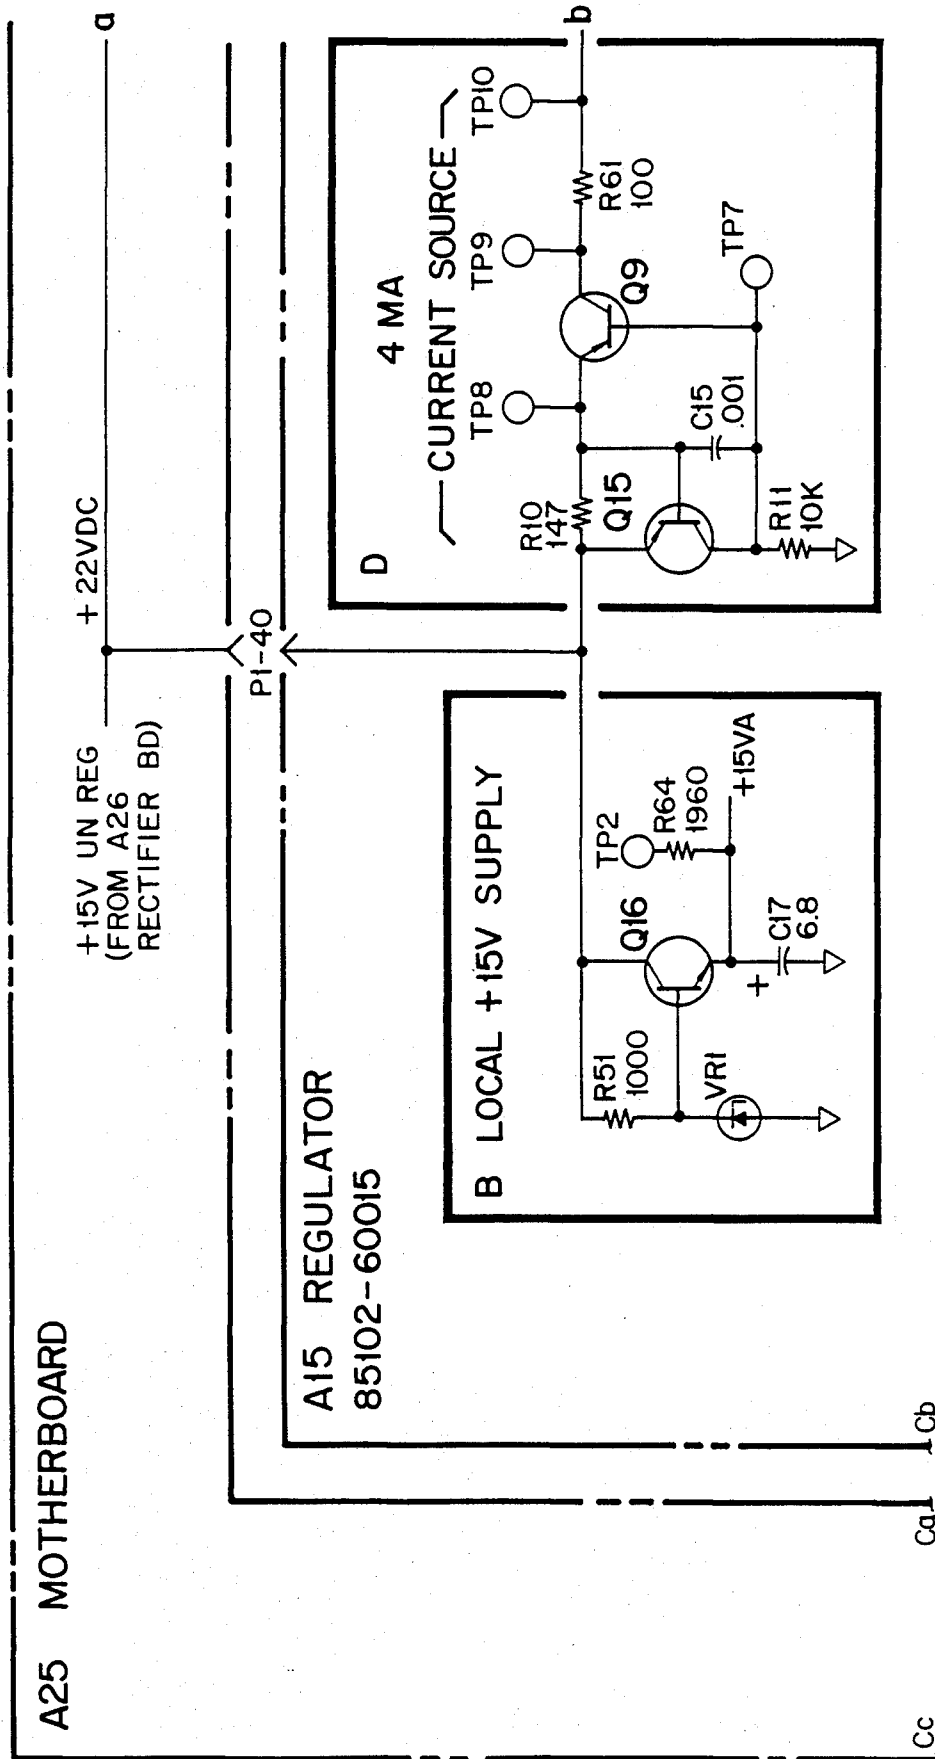 A25 MOTHERBOARD
+15V UN REG
(FROM A26
RECTIFIER BD)
+22VDC
a
P1-40
A15 REGULATOR
85102-60015
B LOCAL +15V SUPPLY
R51
1000
VR1
Q16
TP2
R64
1960
+15VA
+
C17
6.8
D
4 MA
CURRENT SOURCE
TP8
TP9
TP10
R10
147
Q15
C15
.001
R11
10K
Q9
R61
100
TP7
b
Cc
Ca
Cb